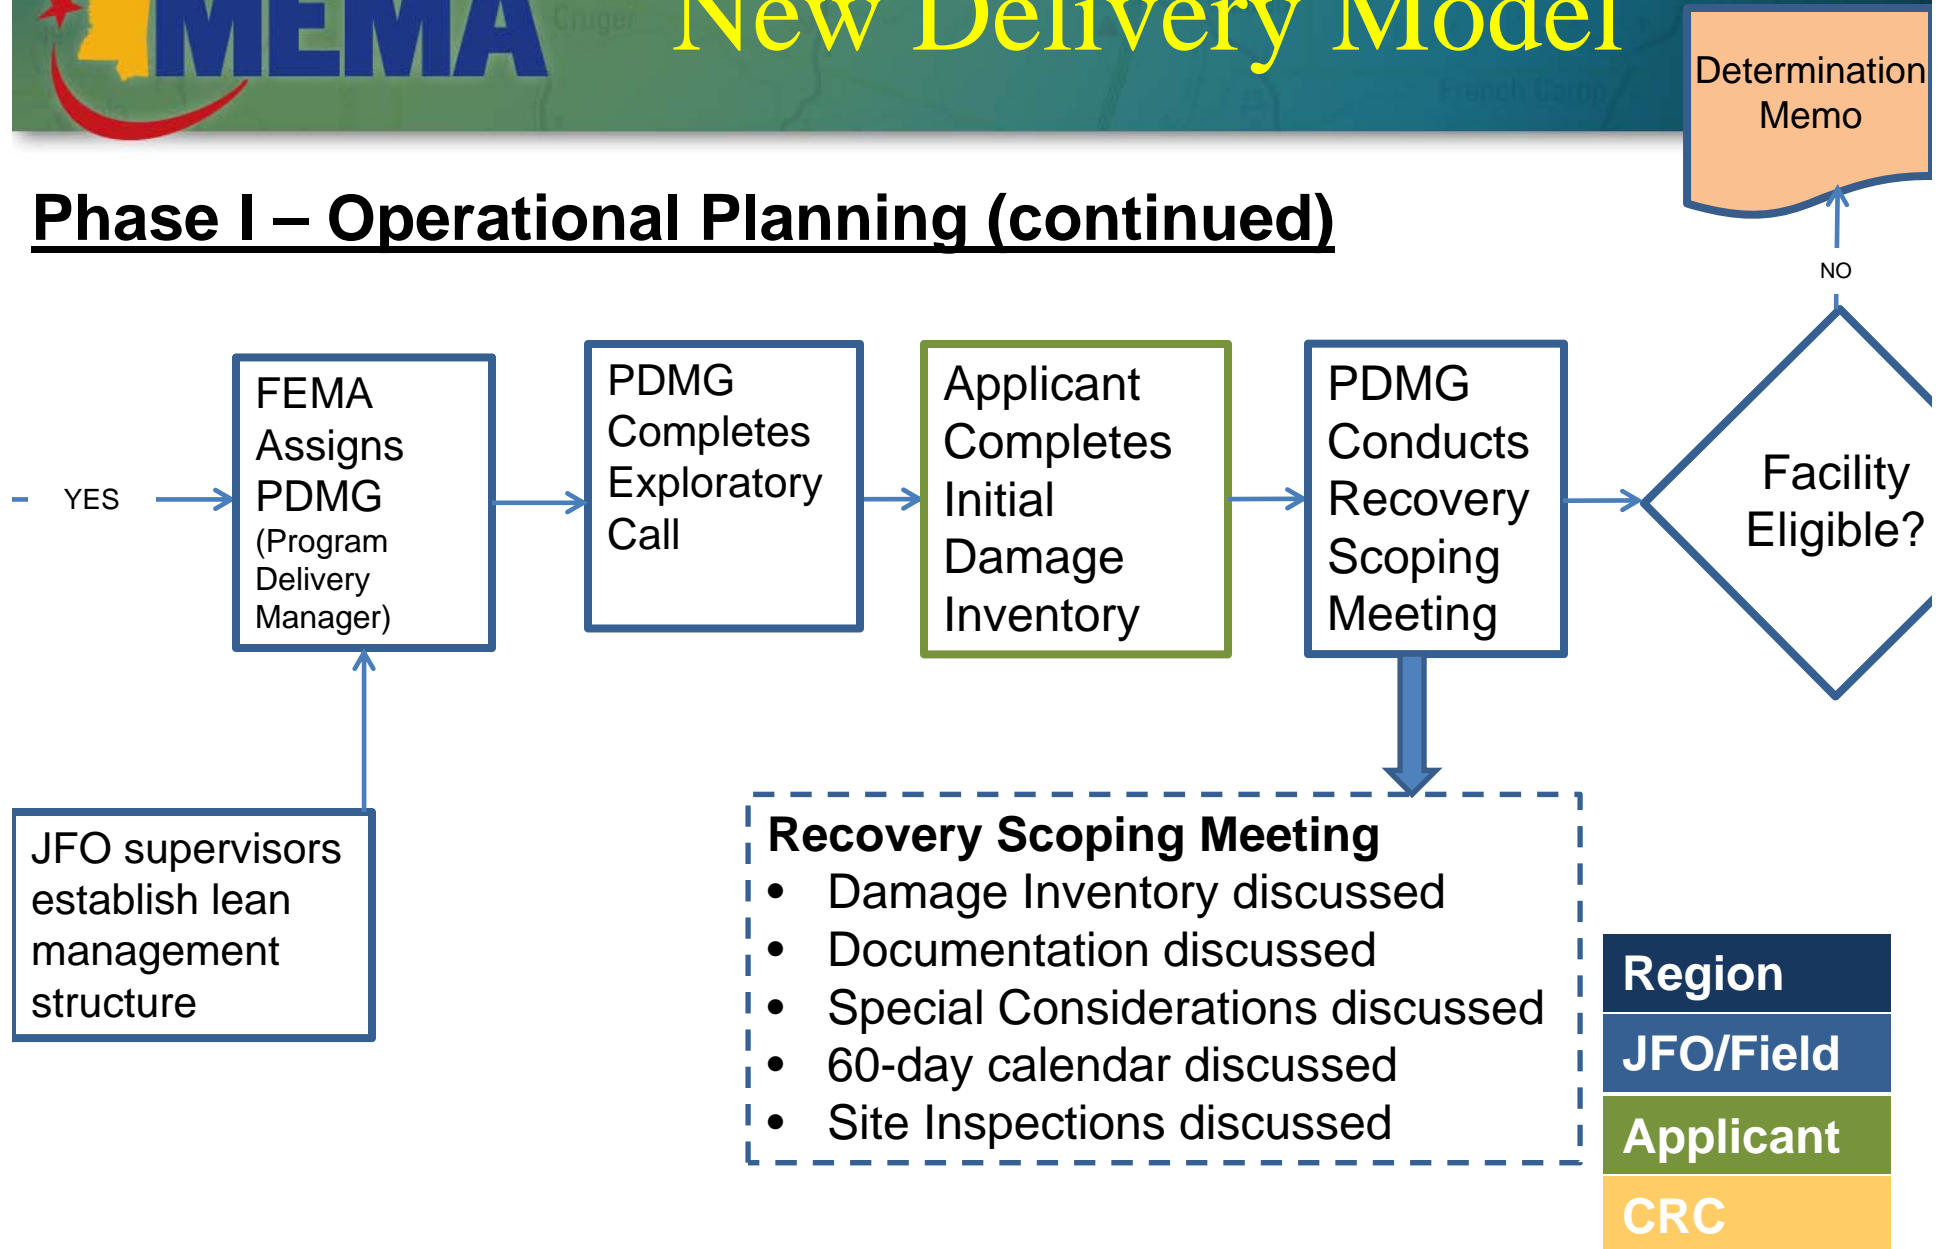 MEMA
New Delivery Model
Determination
Memo
Cruger
French Camp
Phase I – Operational Planning (continued)
NO
YES
FEMA
Assigns
PDMG
(Program
Delivery
Manager)
PDMG
Completes
Exploratory
Call
Applicant
Completes
Initial
Damage
Inventory
PDMG
Conducts
Recovery
Scoping
Meeting
Facility
Eligible?
JFO supervisors
establish lean
management
structure
Recovery Scoping Meeting
• Damage Inventory discussed
• Documentation discussed
• Special Considerations discussed
• 60-day calendar discussed
• Site Inspections discussed
Region
JFO/Field
Applicant
CRC